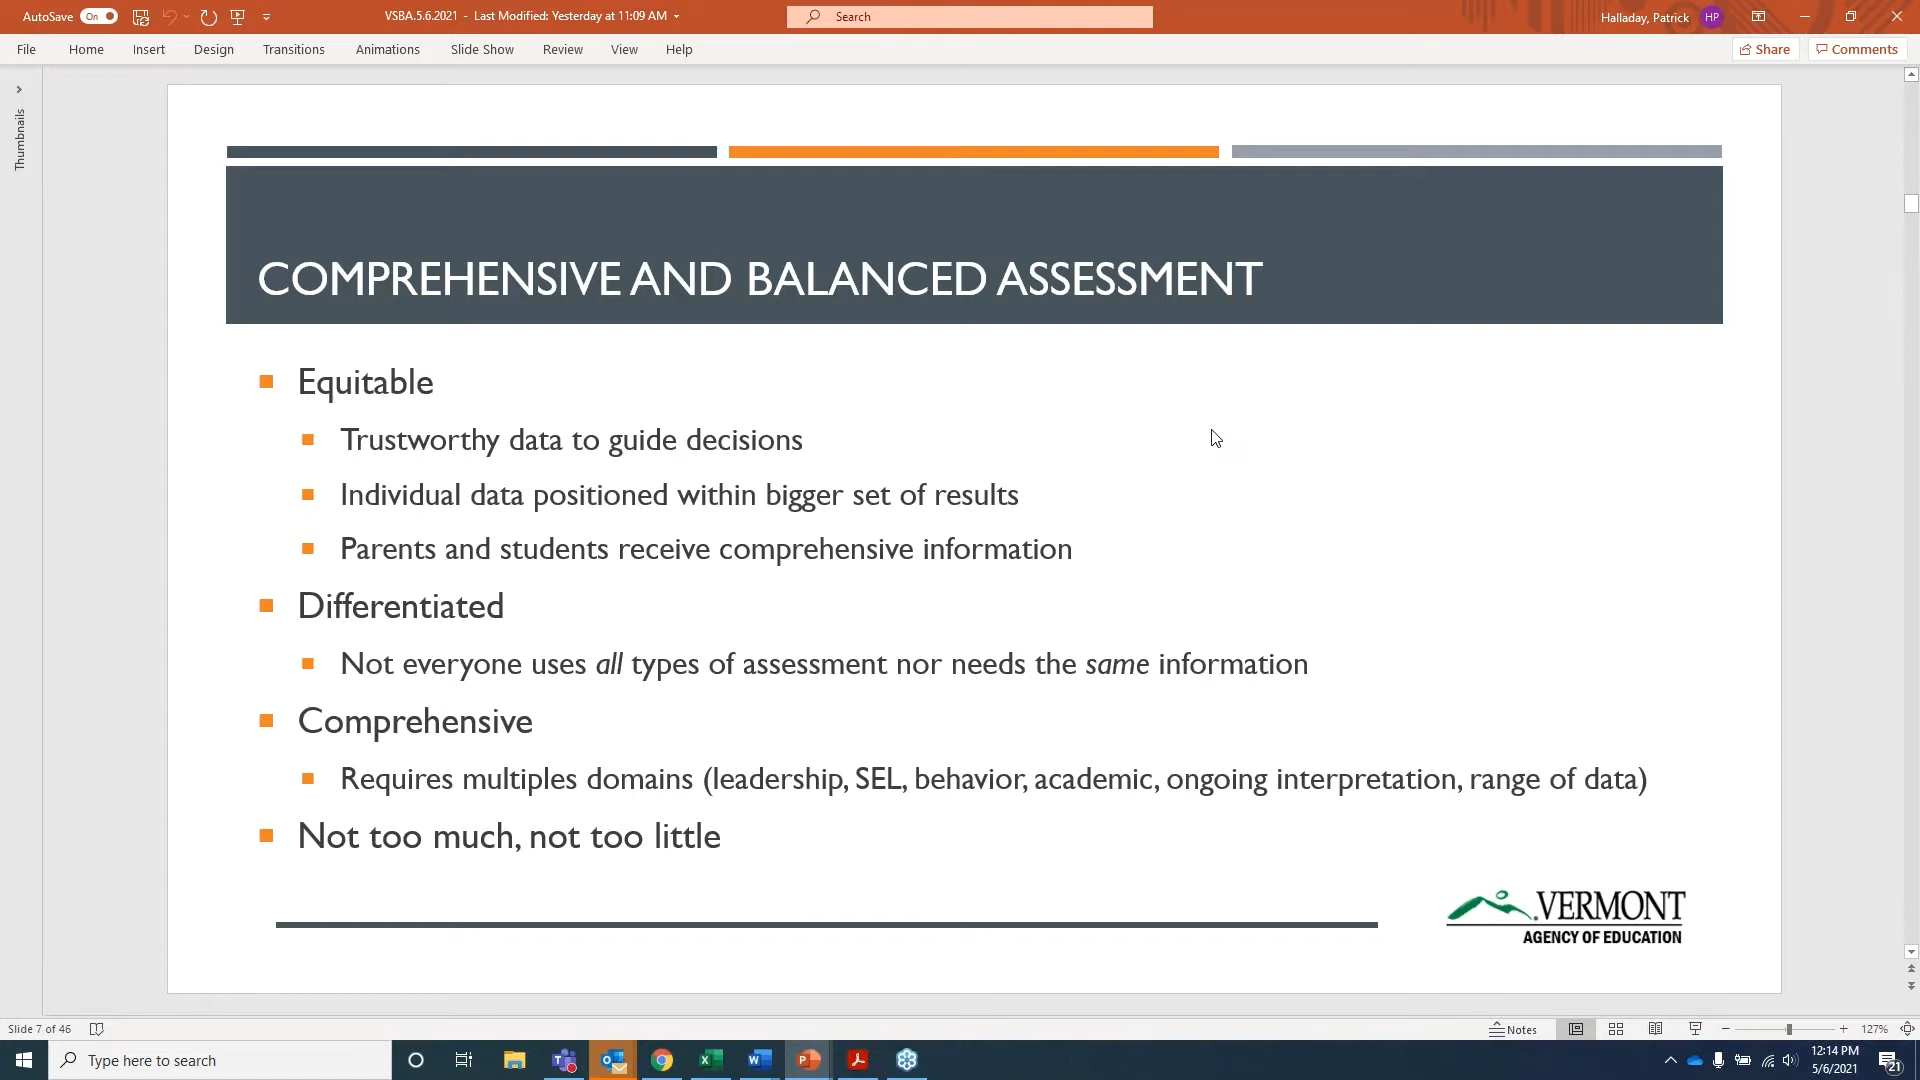 AutoSave On VSBA.5.6.2021 - Last Modified: Yesterday at 11:09 AM Search Halladay, Patrick HP
File Home Insert Design Transitions Animations Slide Show Review View Help Share Comments
Thumbnails
COMPREHENSIVE AND BALANCED ASSESSMENT
Equitable
Trustworthy data to guide decisions
Individual data positioned within bigger set of results
Parents and students receive comprehensive information
Differentiated
Not everyone uses all types of assessment nor needs the same information
Comprehensive
Requires multiples domains (leadership, SEL, behavior, academic, ongoing interpretation, range of data)
Not too much, not too little
VERMONT
AGENCY OF EDUCATION
Slide 7 of 46 Notes 127%
Type here to search 12:14 PM
5/6/2021 21